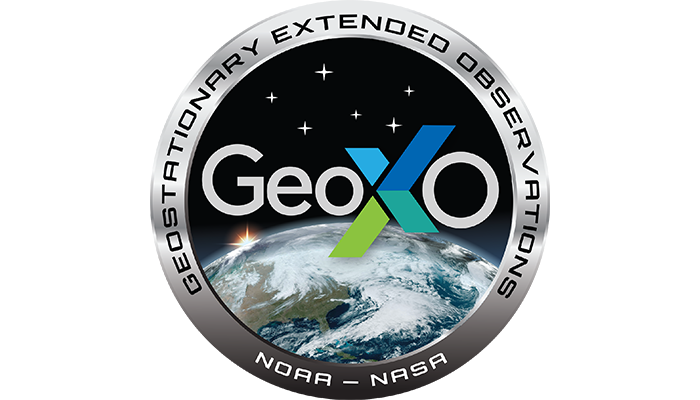 GEOSTATIONARY EXTENDED OBSERVATIONS
GeoXO
NOAA – NASA